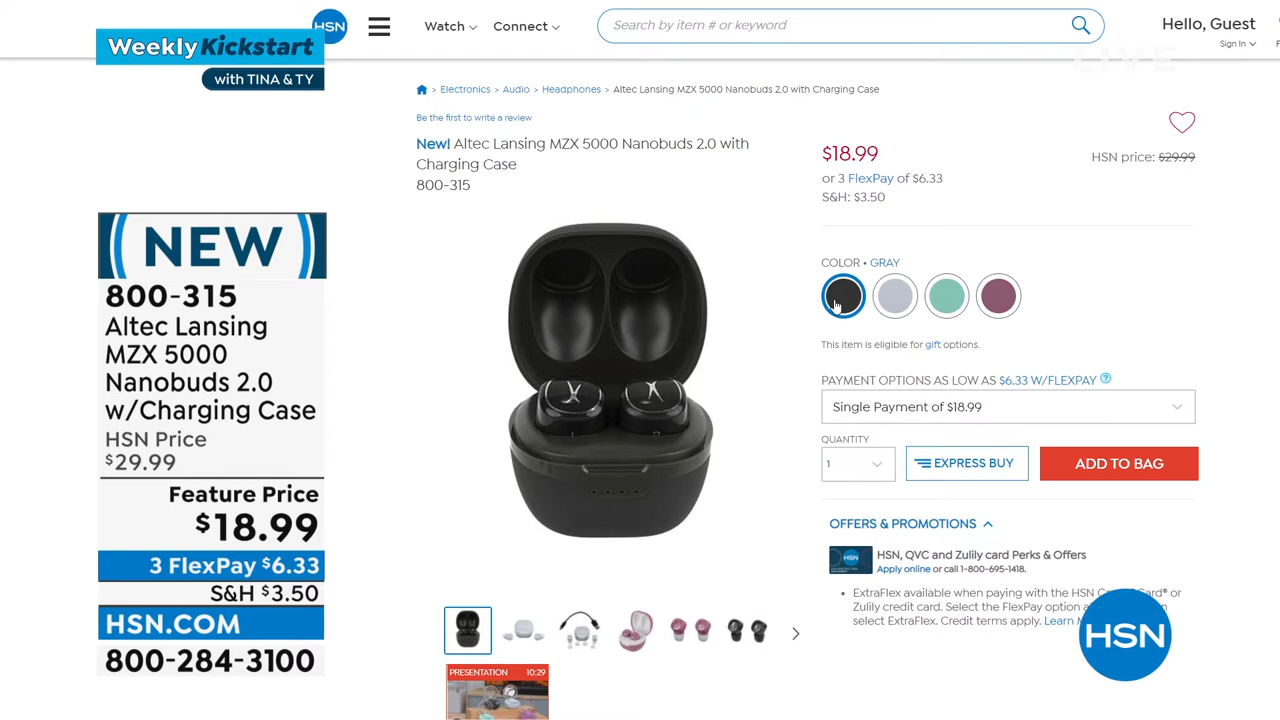 HSN
Weekly Kickstart
with TINA & TY
Watch
Connect
Search by item # or keyword
Hello, Guest
Sign In
LIVE
> Electronics > Audio > Headphones > Altec Lansing MZX 5000 Nanobuds 2.0 with Charging Case
Be the first to write a review
New! Altec Lansing MZX 5000 Nanobuds 2.0 with
Charging Case
800-315
$18.99
HSN price: $29.99
or 3 FlexPay of $6.33
S&H: $3.50
COLOR • GRAY
This item is eligible for gift options.
PAYMENT OPTIONS AS LOW AS $6.33 W/FLEXPAY ?
Single Payment of $18.99
QUANTITY
1
EXPRESS BUY
ADD TO BAG
OFFERS & PROMOTIONS
HSN, QVC and Zulily card Perks & Offers
Apply online or call 1-800-695-1418.
• ExtraFlex available when paying with the HSN Card® or
Zulily credit card. Select the FlexPay option
select ExtraFlex. Credit terms apply. Learn
HSN
PRESENTATION 10:29
NEW
800-315
Altec Lansing
MZX 5000
Nanobuds 2.0
w/Charging Case
HSN Price
$29.99
Feature Price
$18.99
3 FlexPay $6.33
S&H $3.50
HSN.COM
800-284-3100